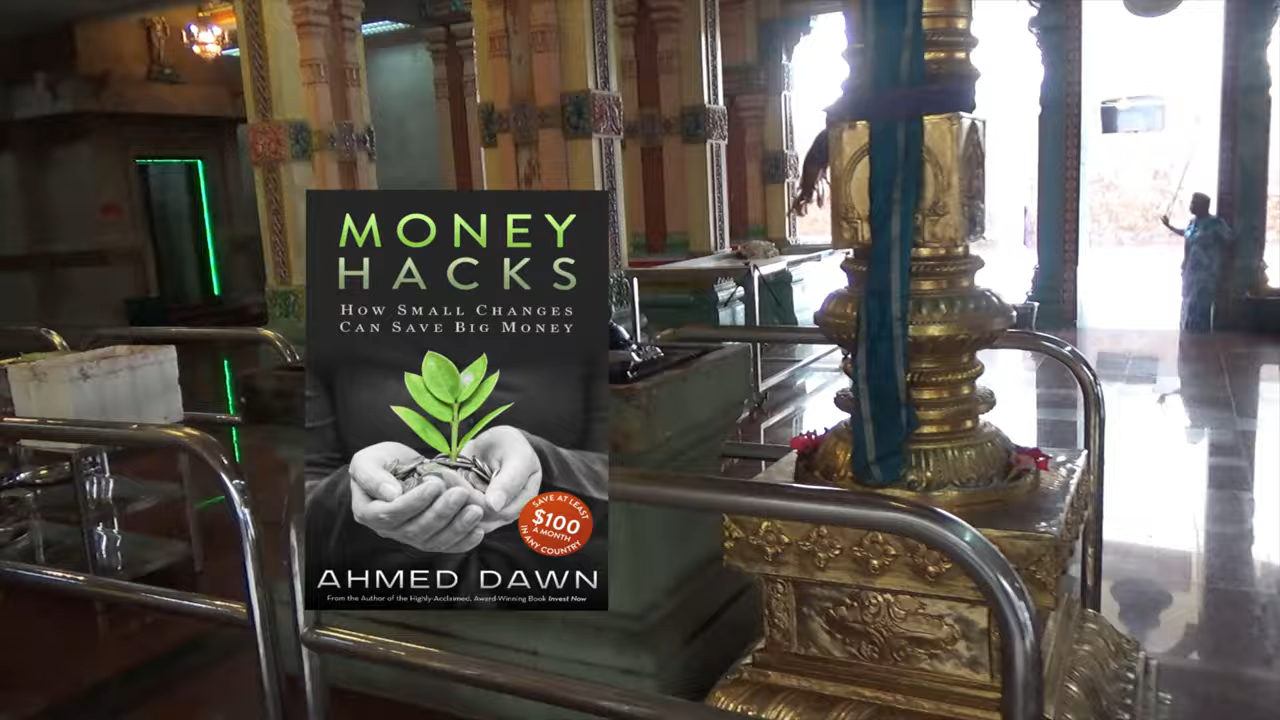 MONEY
HACKS
HOW SMALL CHANGES
CAN SAVE BIG MONEY
SAVE AT LEAST
$100
A MONTH
IN ANY COUNTRY
AHMED DAWN
From the Author of the Highly-Acclaimed, Award-Winning Book Invest Now